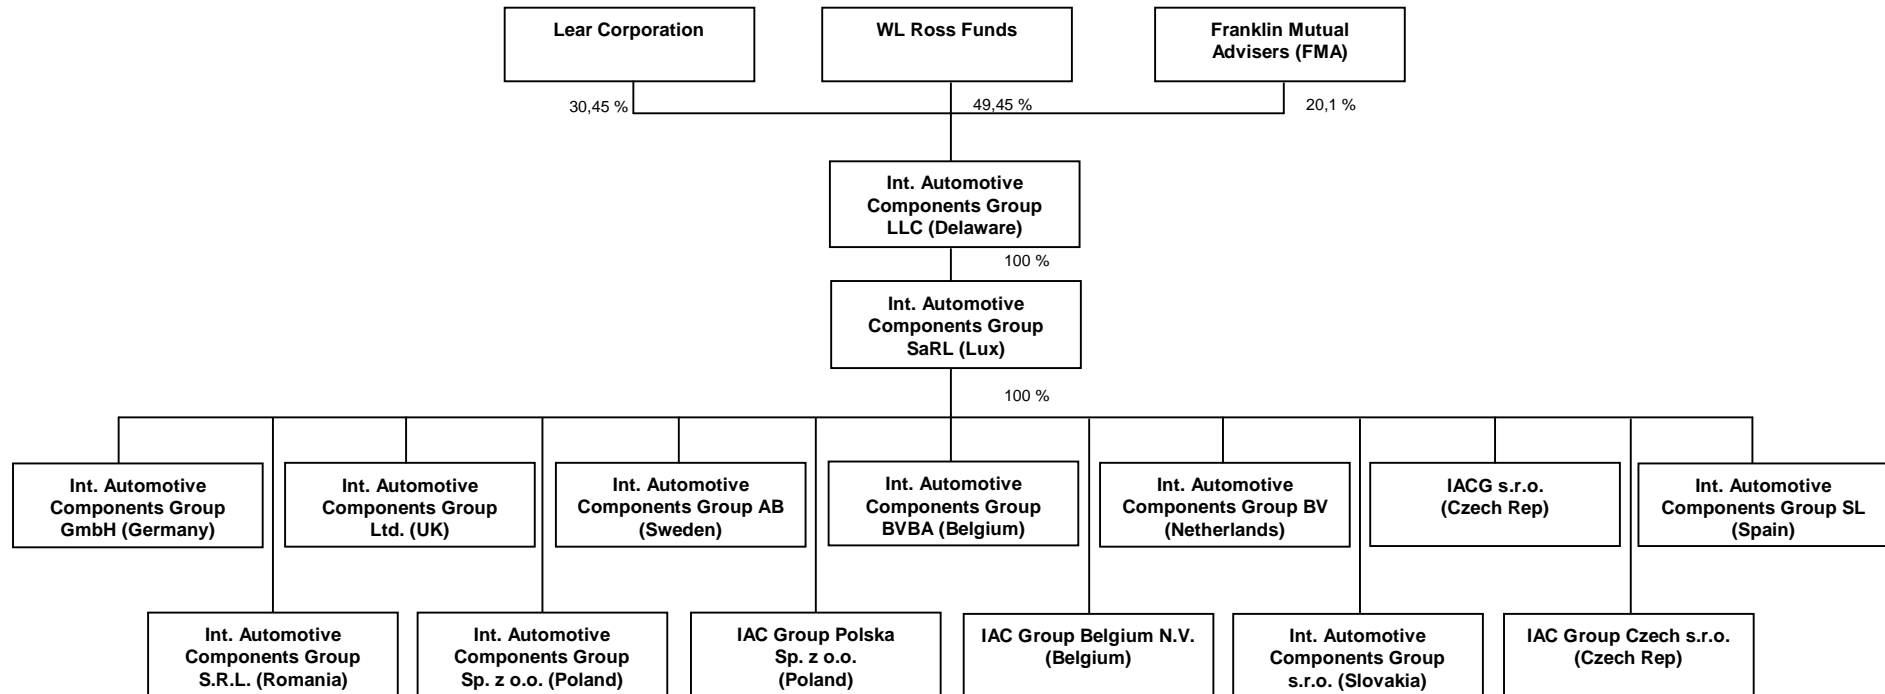 Lear Corporation
WL Ross Funds
Franklin Mutual
Advisers (FMA)
30,45 %
49,45 %
20,1 %
Int. Automotive
Components Group
LLC (Delaware)
100 %
Int. Automotive
Components Group
SaRL (Lux)
100 %
Int. Automotive
Components Group
GmbH (Germany)
Int. Automotive
Components Group
Ltd. (UK)
Int. Automotive
Components Group AB
(Sweden)
Int. Automotive
Components Group
BVBA (Belgium)
Int. Automotive
Components Group BV
(Netherlands)
IACG s.r.o.
(Czech Rep)
Int. Automotive
Components Group SL
(Spain)
Int. Automotive
Components Group
S.R.L. (Romania)
Int. Automotive
Components Group
Sp. z o.o. (Poland)
IAC Group Polska
Sp. z o.o.
(Poland)
IAC Group Belgium N.V.
(Belgium)
Int. Automotive
Components Group
s.r.o. (Slovakia)
IAC Group Czech s.r.o.
(Czech Rep)